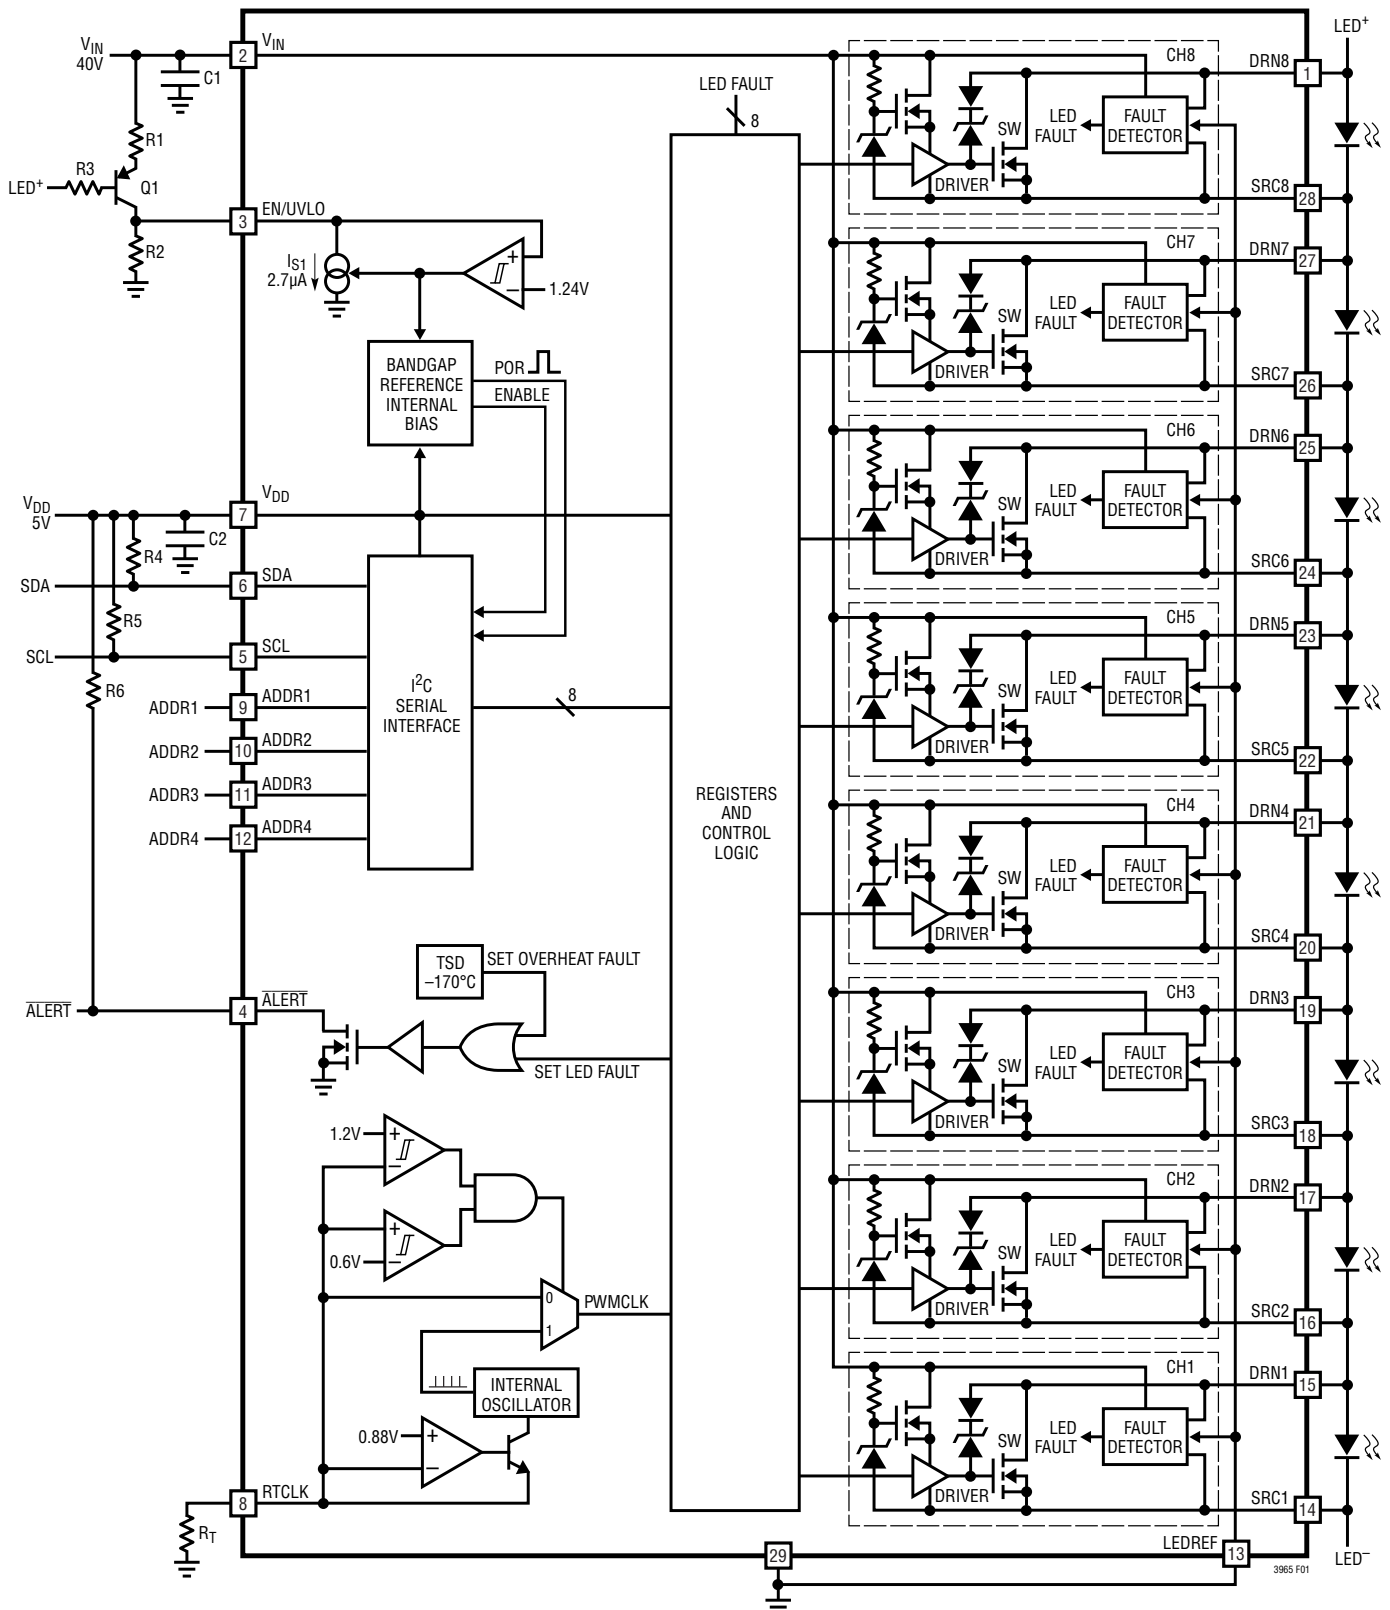 VIN
40V
C1
2
VIN
R1
R3
LED+
Q1
3
EN/UVLO
R2
IS1
2.7µA
+
–
1.24V
BANDGAP
REFERENCE
INTERNAL
BIAS
POR
ENABLE
VDD
5V
7
VDD
C2
R4
SDA
6
SDA
R5
SCL
5
SCL
R6
ADDR1
9
ADDR1
ADDR2
10
ADDR2
ADDR3
11
ADDR3
ADDR4
12
ADDR4
I2C
SERIAL
INTERFACE
8
TSD
–170°C
SET OVERHEAT FAULT
ALERT
4
ALERT
SET LED FAULT
1.2V
+
–
+
0.6V
–
0
1
PWMCLK
INTERNAL
OSCILLATOR
0.88V
+
–
8
RTCLK
RT
LED FAULT
8
REGISTERS
AND
CONTROL
LOGIC
LED+
CH8
DRN8
1
LED
FAULT
FAULT
DETECTOR
SW
DRIVER
SRC8
28
CH7
DRN7
27
LED
FAULT
FAULT
DETECTOR
SW
DRIVER
SRC7
26
CH6
DRN6
25
LED
FAULT
FAULT
DETECTOR
SW
DRIVER
SRC6
24
CH5
DRN5
23
LED
FAULT
FAULT
DETECTOR
SW
DRIVER
SRC5
22
CH4
DRN4
21
LED
FAULT
FAULT
DETECTOR
SW
DRIVER
SRC4
20
CH3
DRN3
19
LED
FAULT
FAULT
DETECTOR
SW
DRIVER
SRC3
18
CH2
DRN2
17
LED
FAULT
FAULT
DETECTOR
SW
DRIVER
SRC2
16
CH1
DRN1
15
LED
FAULT
FAULT
DETECTOR
SW
DRIVER
SRC1
14
29
LEDREF
13
LED–
3965 F01